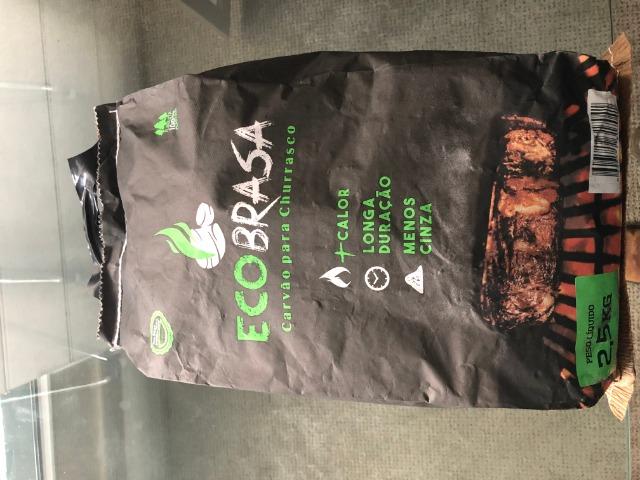 ECOBRASA
Carvão para Churrasco
+CALOR
LONGA
DURAÇÃO
MENOS
CINZA
PESO LÍQUIDO
2,5KG